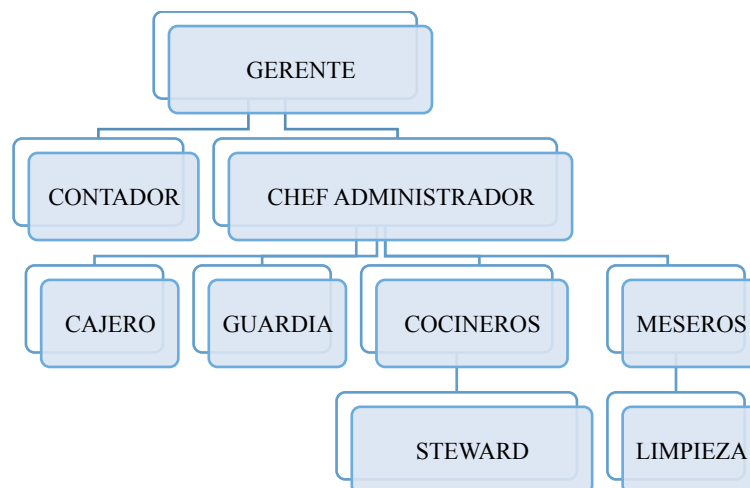 GERENTE
CONTADOR
CHEF ADMINISTRADOR
CAJERO
GUARDIA
COCINEROS
MESEROS
STEWARD
LIMPIEZA